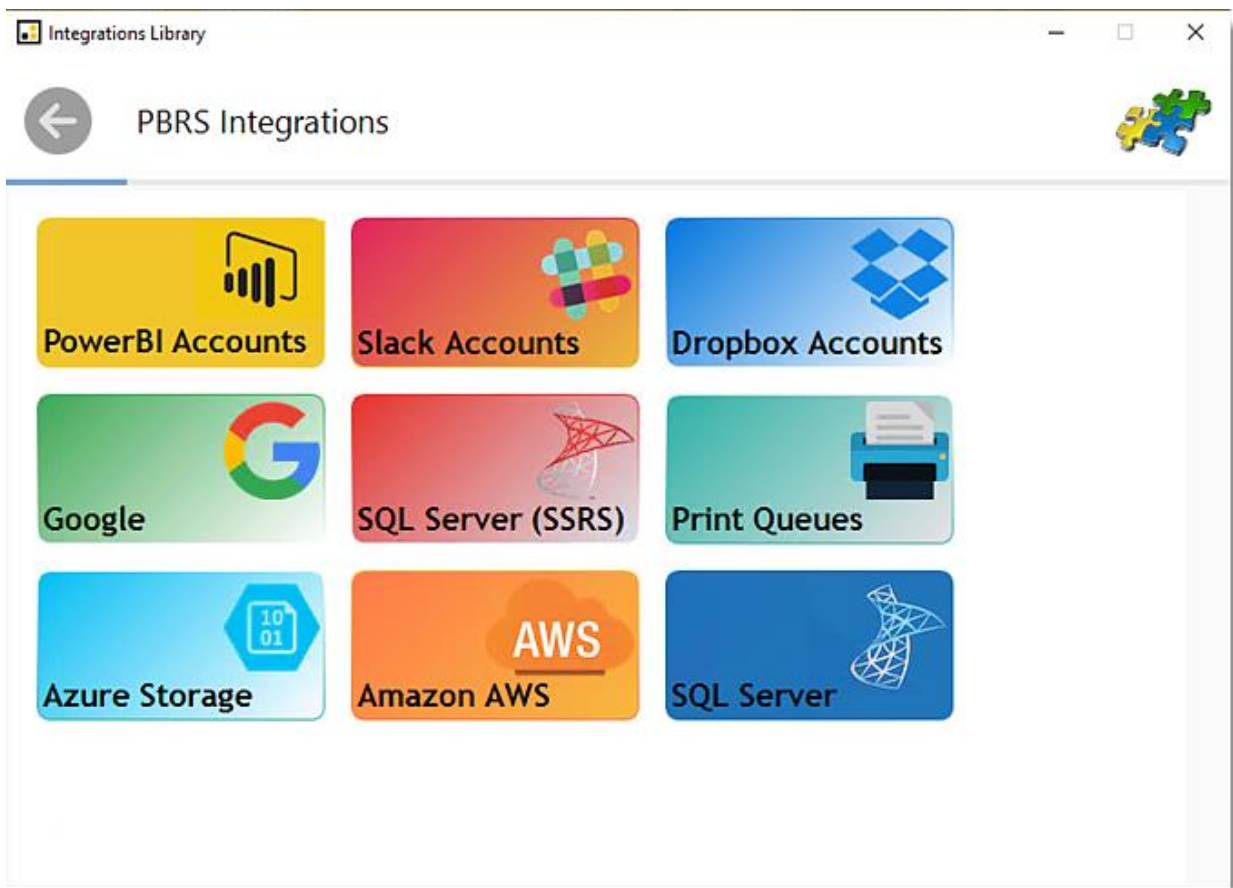 Integrations Library
PBRS Integrations
PowerBI Accounts
Slack Accounts
Dropbox Accounts
Google
SQL Server (SSRS)
Print Queues
10
01
Azure Storage
AWS
Amazon AWS
SQL Server